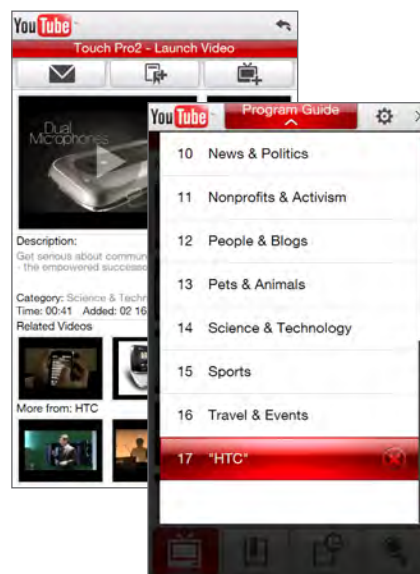 YouTube
Touch Pro2 - Launch Video
Dual
Microphones
Description:
Get serious about commun
- the empowered successo
Category: Science & Techn
Time: 00:41 Added: 02 16
Related Videos
More from: HTC
YouTube
Program Guide
10 News & Politics
11 Nonprofits & Activism
12 People & Blogs
13 Pets & Animals
14 Science & Technology
15 Sports
16 Travel & Events
17 "HTC"